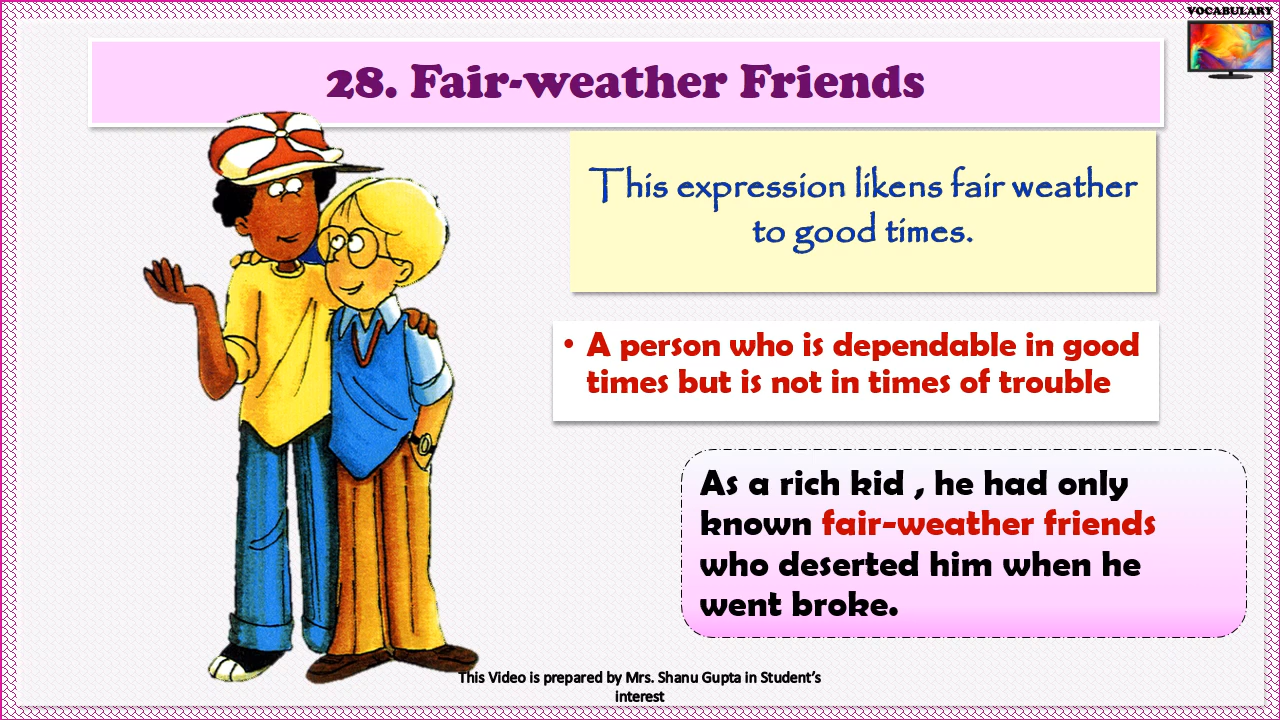 VOCABULARY
28. Fair-weather Friends
This expression likens fair weather
to good times.
• A person who is dependable in good
times but is not in times of trouble
As a rich kid , he had only
known fair-weather friends
who deserted him when he
went broke.
This Video is prepared by Mrs. Shanu Gupta in Student’s
interest